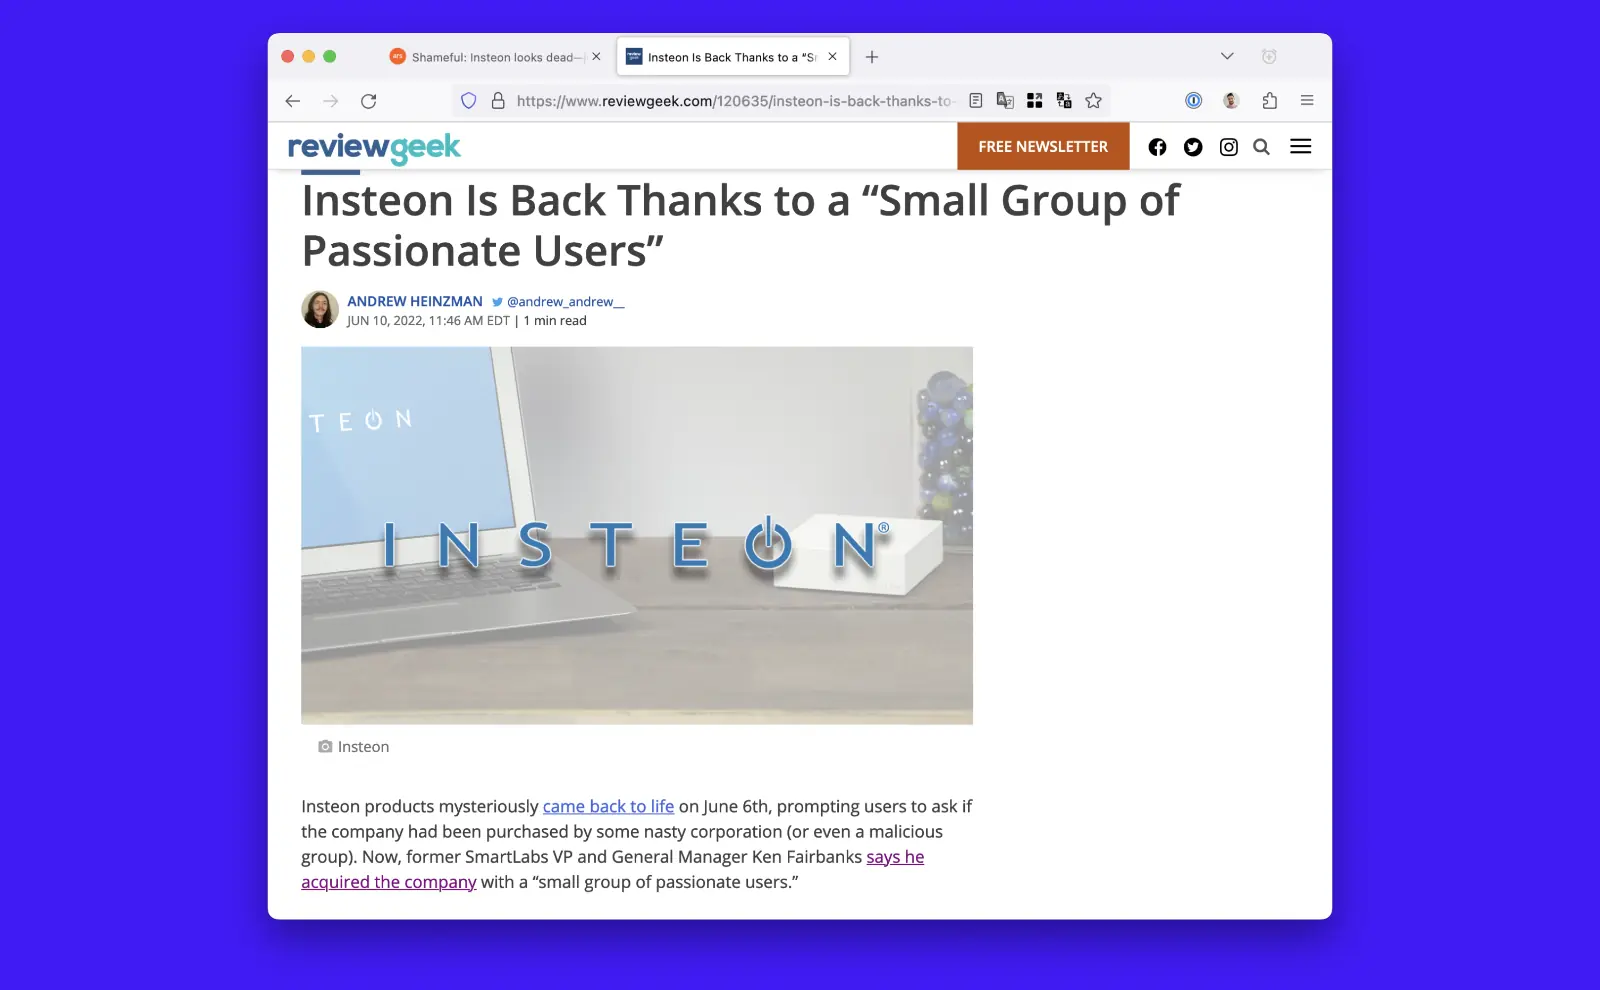 Shameful: Insteon looks dead—
Insteon Is Back Thanks to a “S
https://www.reviewgeek.com/120635/insteon-is-back-thanks-to-
reviewgeek
FREE NEWSLETTER
Insteon Is Back Thanks to a “Small Group of
Passionate Users”
ANDREW HEINZMAN @andrew_andrew__
JUN 10, 2022, 11:46 AM EDT | 1 min read
TEON
INSTEON®
Insteon
Insteon products mysteriously came back to life on June 6th, prompting users to ask if
the company had been purchased by some nasty corporation (or even a malicious
group). Now, former SmartLabs VP and General Manager Ken Fairbanks says he
acquired the company with a “small group of passionate users.”